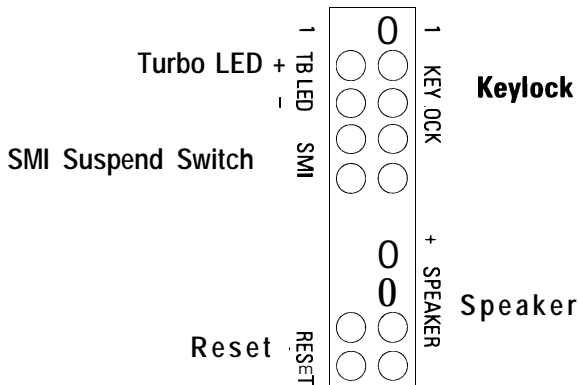 1 0 1
Turbo LED + TB LED
-
KEY .OCK Keylock
SMI Suspend Switch SMI
0 +
0 SPEAKER Speaker
Reset RESET